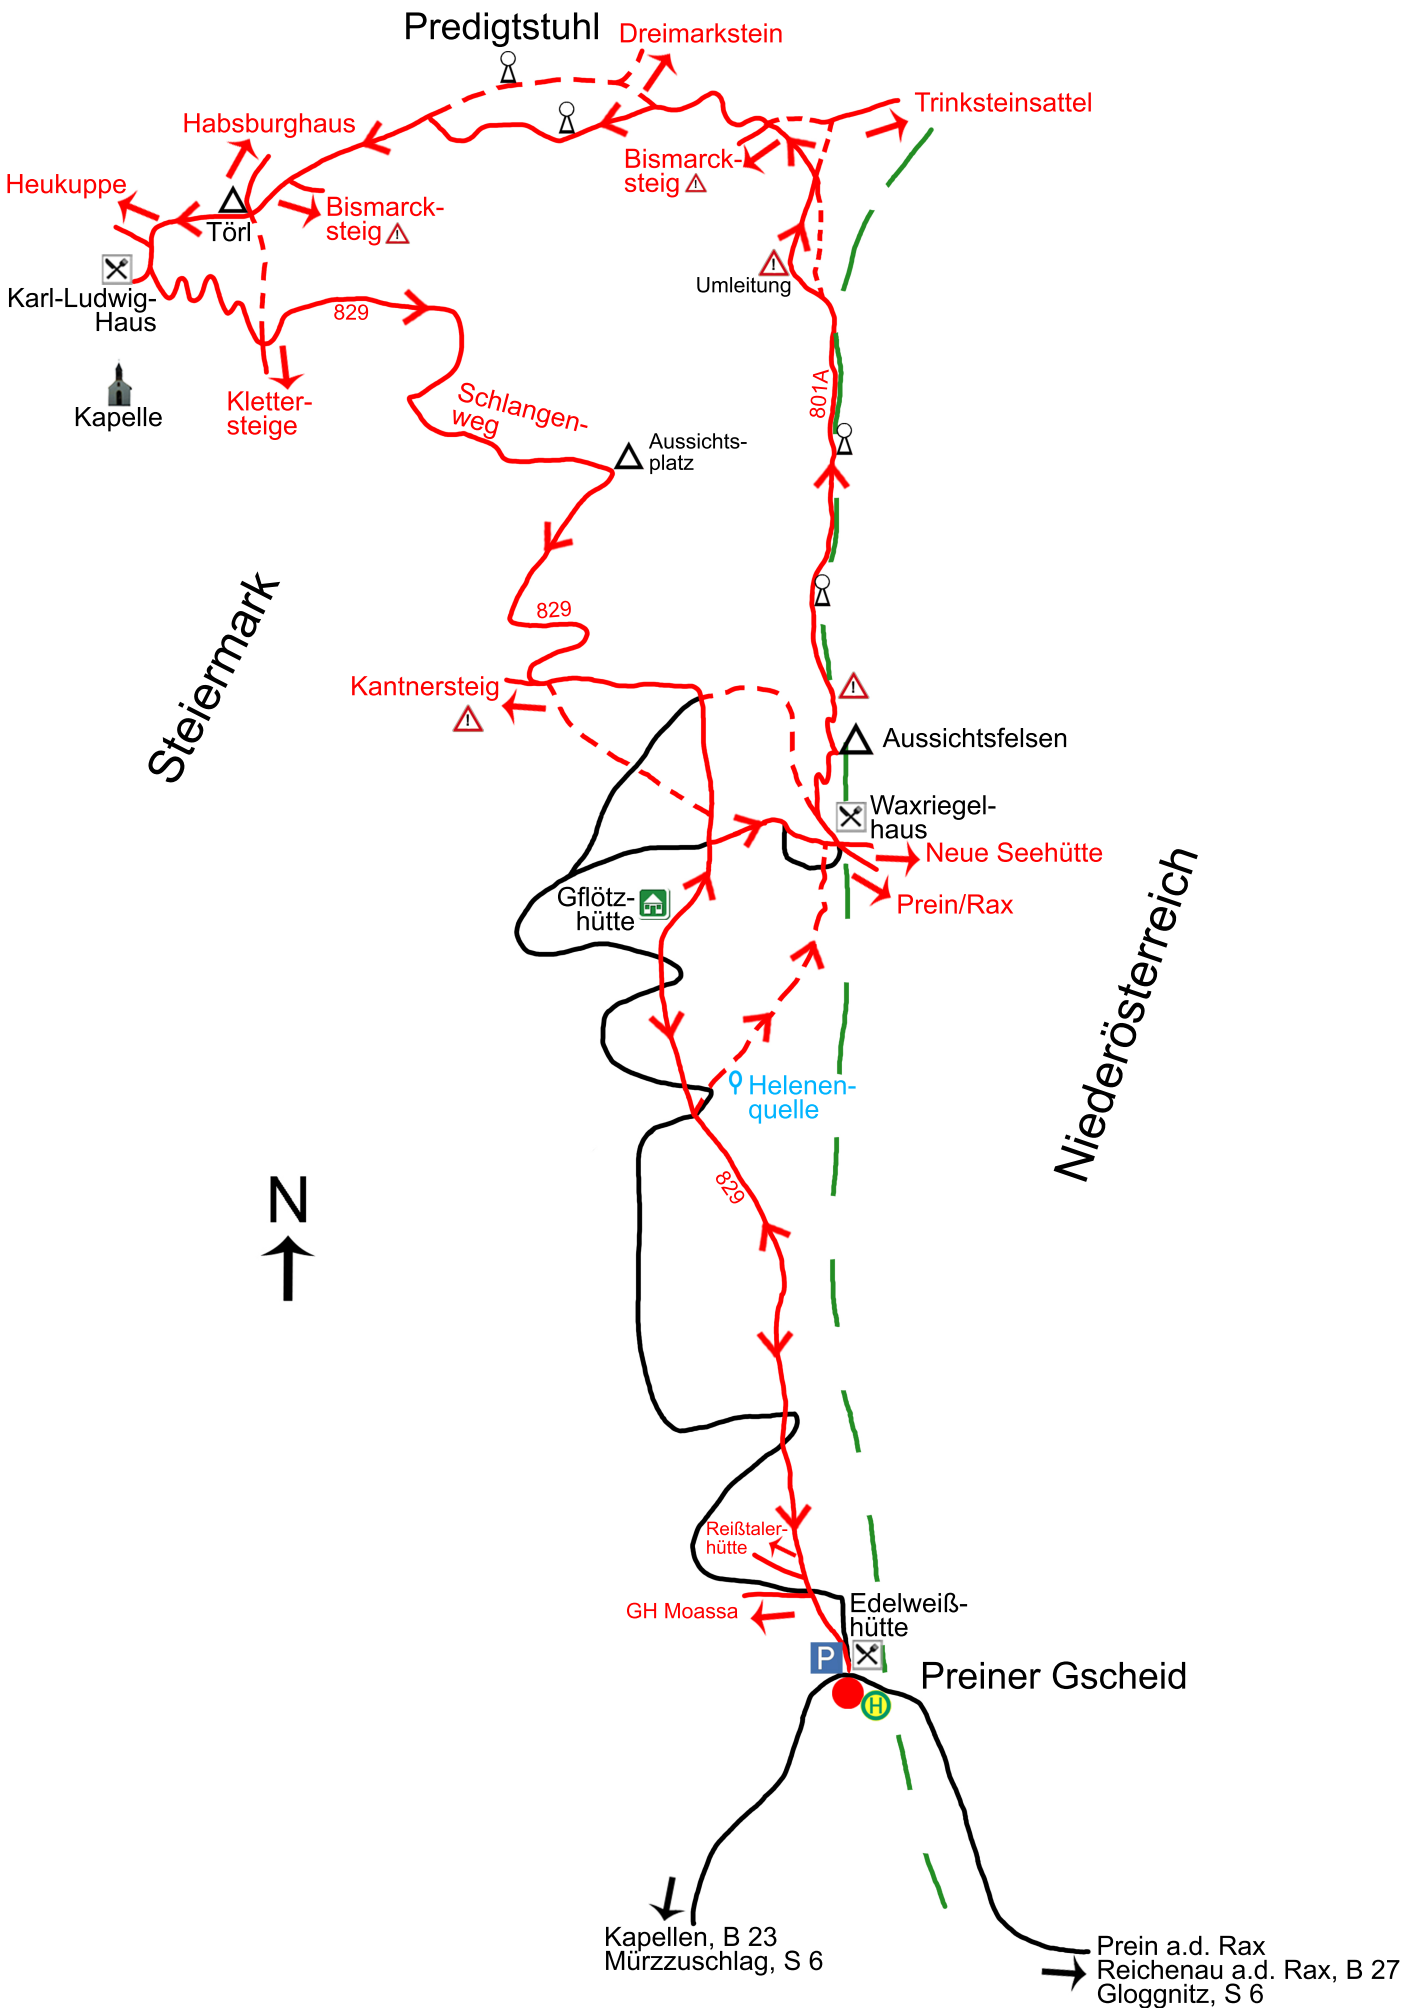 Predigtstuhl
Dreimarkstein
Trinksteinsattel
Habsburghaus
Bismarck-
steig
Heukuppe
Bismarck-
steig
Törl
Umleitung
Karl-Ludwig-
Haus
829
801A
Kapelle
Kletter-
steige
Schlangen-
weg
Aussichts-
platz
829
Steiermark
Kantnersteig
Aussichtsfelsen
Waxriegel-
haus
Neue Seehütte
Prein/Rax
Gflötz-
hütte
Niederösterreich
Helenen-
quelle
829
N
Reißtaler-
hütte
GH Moassa
Edelweiß-
hütte
P
Preiner Gscheid
H
Kapellen, B 23
Mürzzuschlag, S 6
Prein a.d. Rax
Reichenau a.d. Rax, B 27
Gloggnitz, S 6